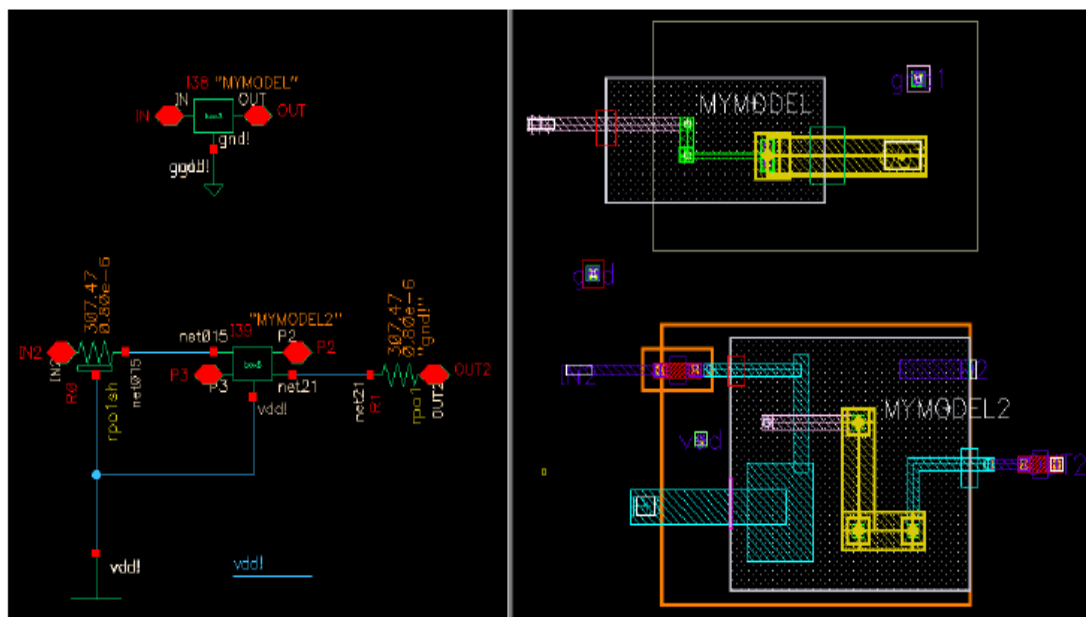 I38 "MYMODEL"
IN
OUT
IN
OUT
box3
gnd!
MYMODEL
307.47
0.80e-6
307.47
0.80e-6
"gnd!"
I39
"MYMODEL2"
net015
P2
IN2
P2
IN2
P3
P3
net21
OUT2
R0
rpo1sh
net015
vdd!
net21
R1
rpo1
OUT2
vdd!
vdd!
MYMODEL2